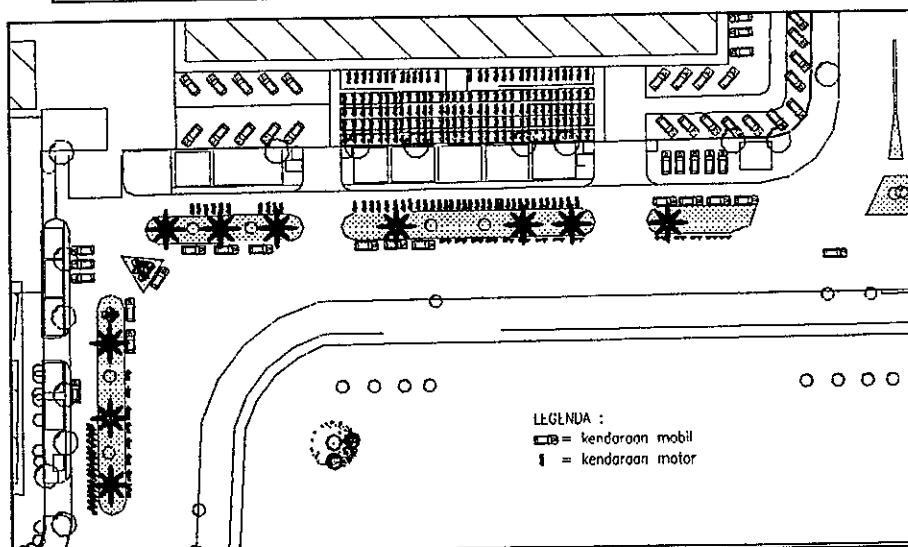 LEGENDA :
= kendaraan mobil
= kendaraan motor